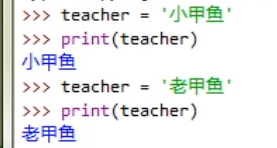 >>> teacher = '小甲鱼'
>>> print(teacher)
小甲鱼
>>> teacher = '老甲鱼'
>>> print(teacher)
老甲鱼